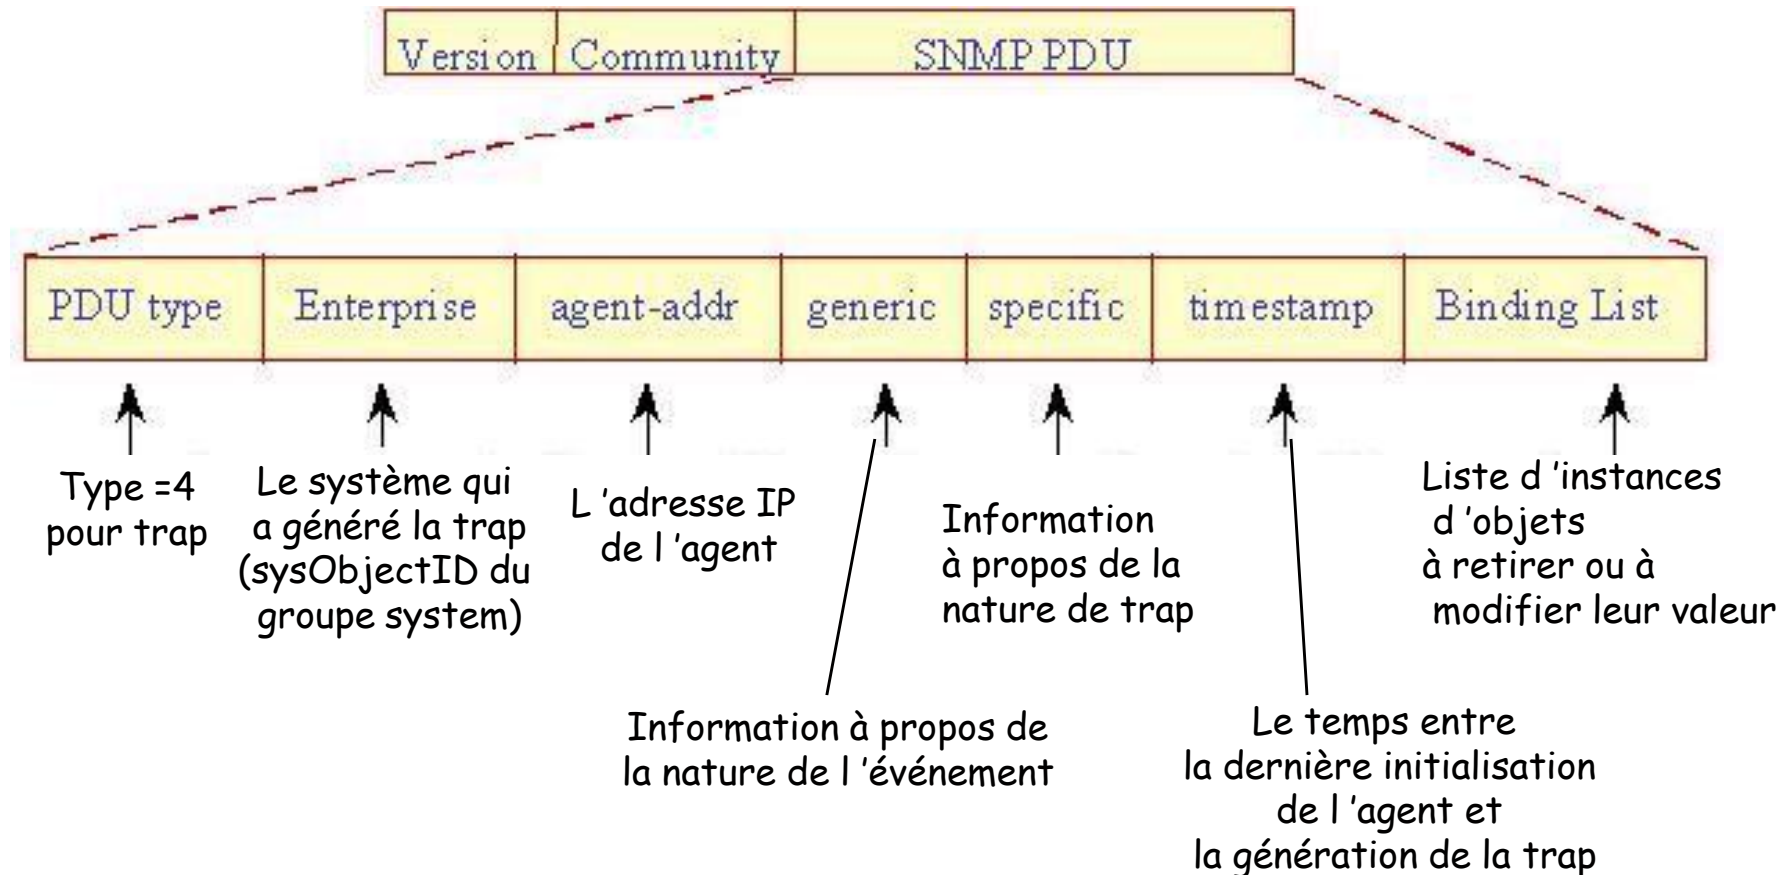 Version Community SNMP PDU
PDU type Enterprise agent-addr generic specific timestamp Binding List
Type =4
pour trap
Le système qui
a généré la trap
(sysObjectID du
groupe system)
L 'adresse IP
de l 'agent
Information
à propos de la
nature de trap
Liste d 'instances
d 'objets
à retirer ou à
modifier leur valeur
Information à propos de
la nature de l 'événement
Le temps entre
la dernière initialisation
de l 'agent et
la génération de la trap